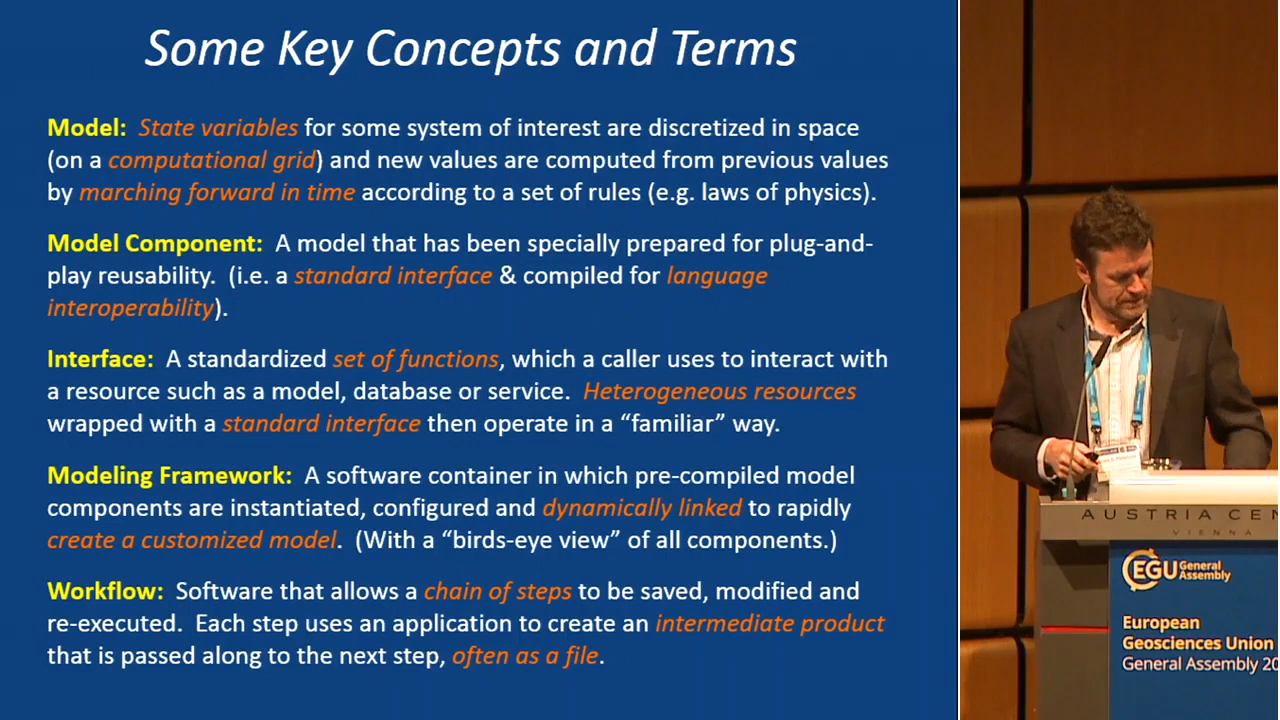 Some Key Concepts and Terms
Model: State variables for some system of interest are discretized in space
(on a computational grid) and new values are computed from previous values
by marching forward in time according to a set of rules (e.g. laws of physics).
Model Component: A model that has been specially prepared for plug-and-
play reusability. (i.e. a standard interface & compiled for language
interoperability).
Interface: A standardized set of functions, which a caller uses to interact with
a resource such as a model, database or service. Heterogeneous resources
wrapped with a standard interface then operate in a “familiar” way.
Modeling Framework: A software container in which pre-compiled model
components are instantiated, configured and dynamically linked to rapidly
create a customized model. (With a “birds-eye view” of all components.)
Workflow: Software that allows a chain of steps to be saved, modified and
re-executed. Each step uses an application to create an intermediate product
that is passed along to the next step, often as a file.
AUSTRIA CEN
VIENNA
EGU General
Assembly
European
Geosciences Union
General Assembly 20